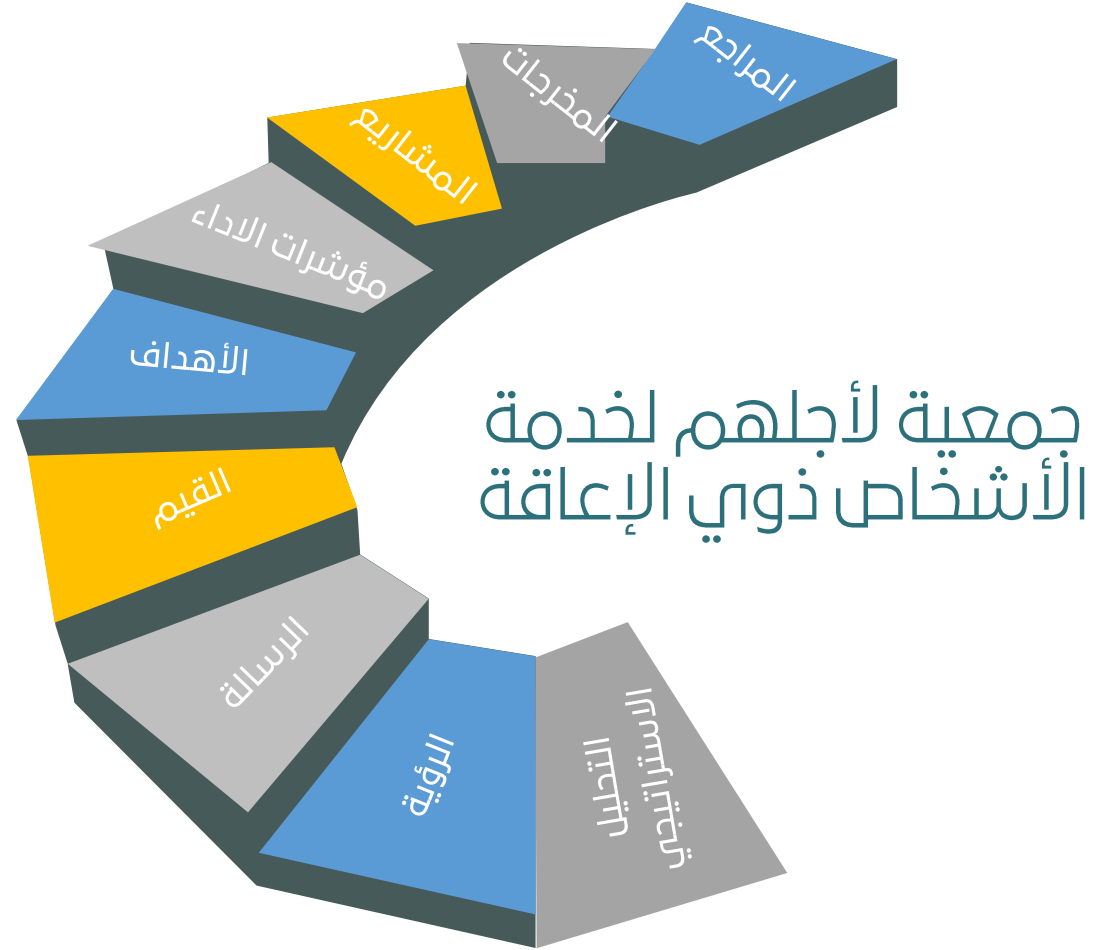 المراجع
المخرجات
المشاريع
مؤشرات الاداء
الأهداف
جمعية لأجلهم لخدمة
الأشخاص ذوي الإعاقة
القيم
الرسالة
الرؤية
التحليل
الاستراتيجي